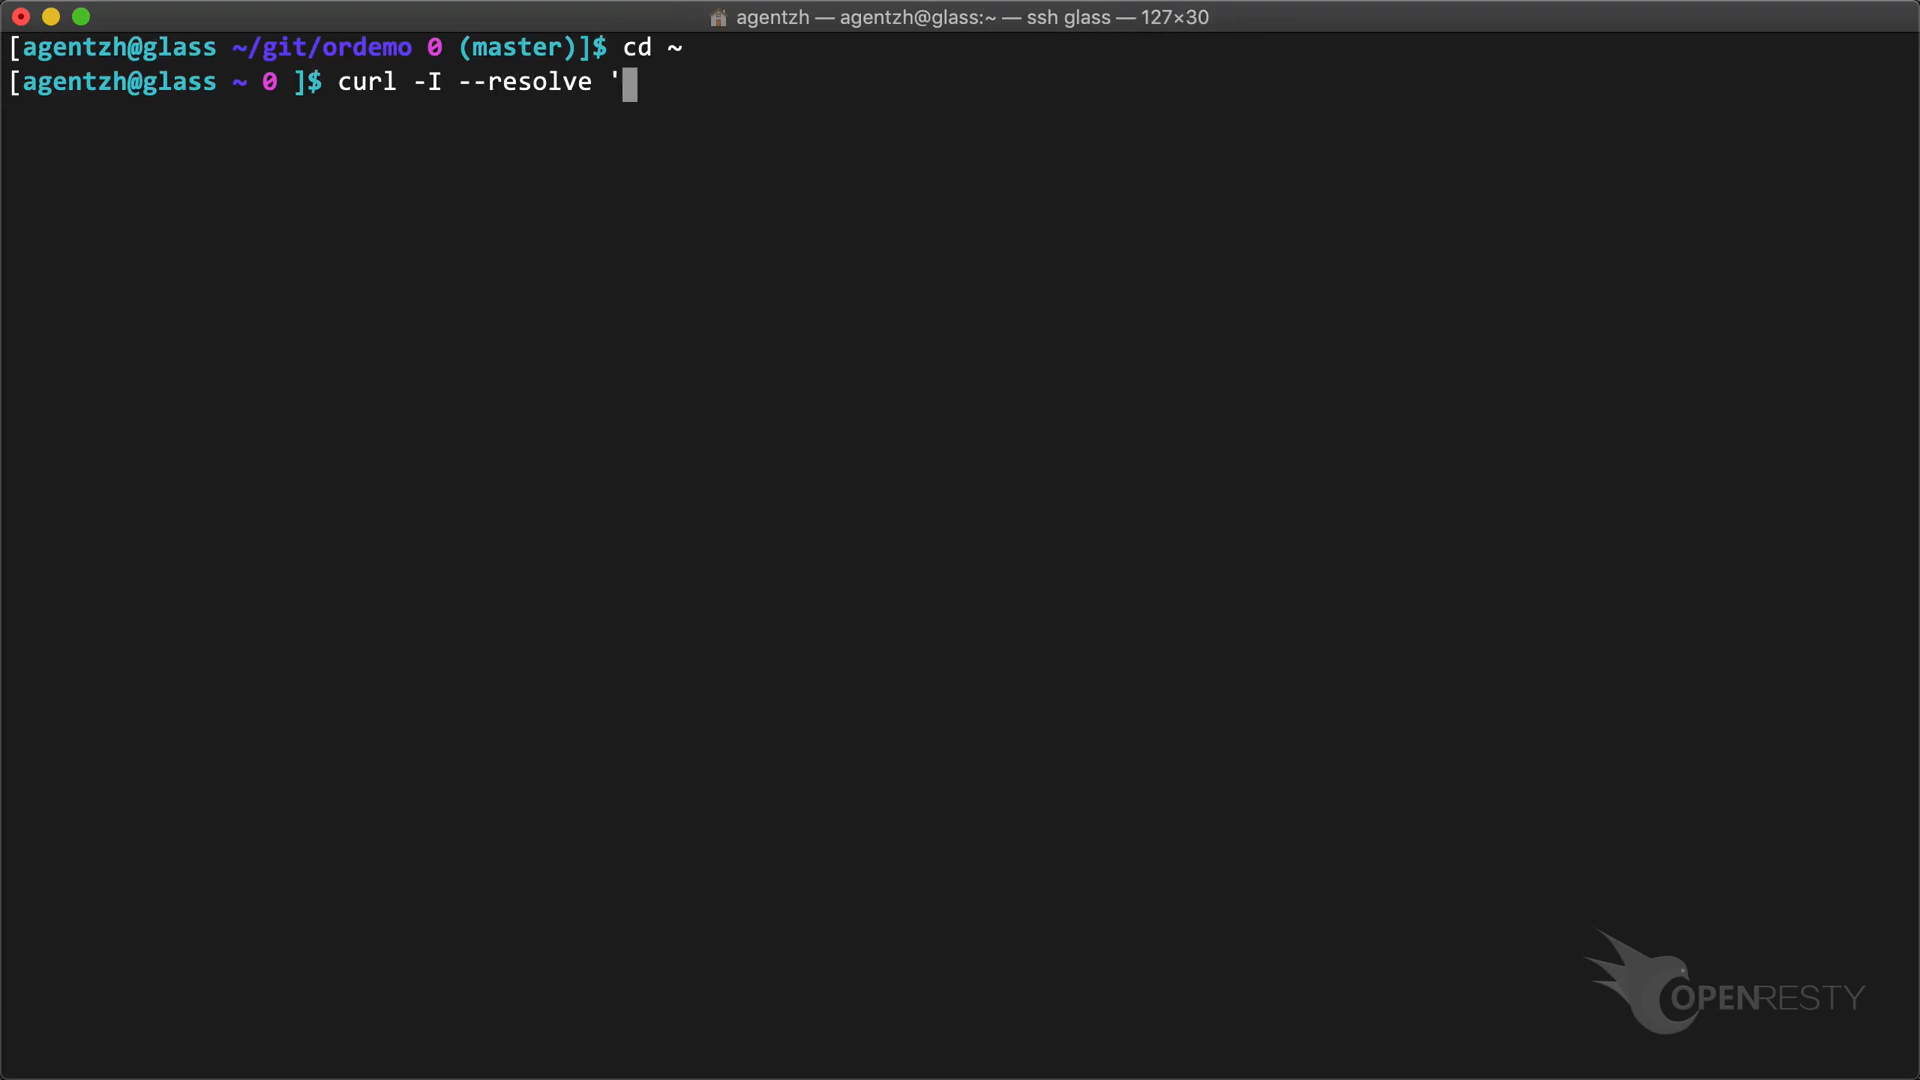 agentzh — agentzh@glass:~ — ssh glass — 127×30
[agentzh@glass ~/git/ordemo 0 (master)]$ cd ~
[agentzh@glass ~ 0 ]$ curl -I --resolve '
OPENRESTY